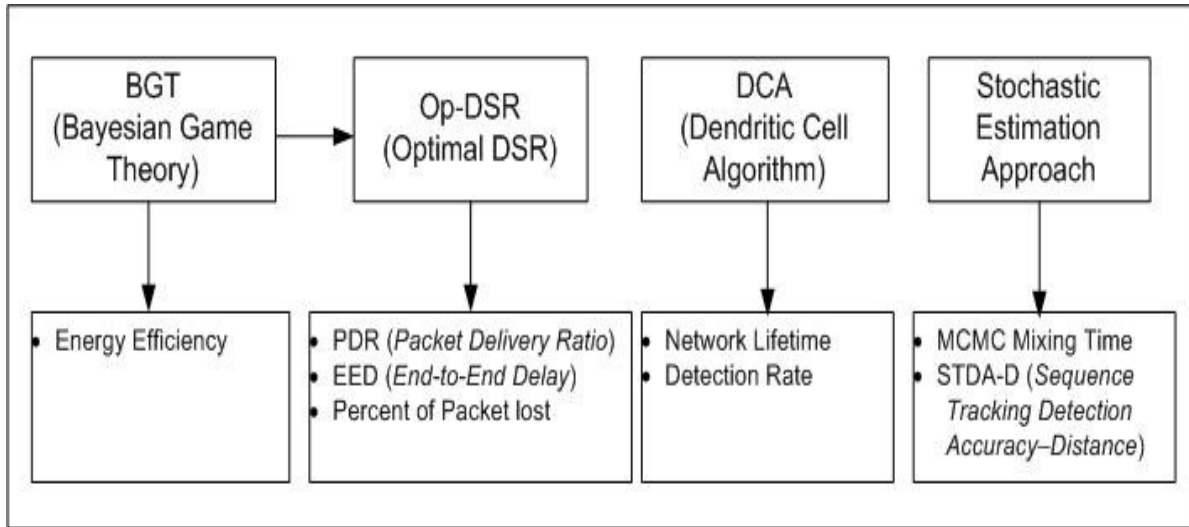 BGT
(Bayesian Game
Theory)
Op-DSR
(Optimal DSR)
DCA
(Dendritic Cell
Algorithm)
Stochastic
Estimation
Approach
• Energy Efficiency
• PDR (Packet Delivery Ratio)
• EED (End-to-End Delay)
• Percent of Packet lost
• Network Lifetime
• Detection Rate
• MCMC Mixing Time
• STDA-D (Sequence
Tracking Detection
Accuracy–Distance)